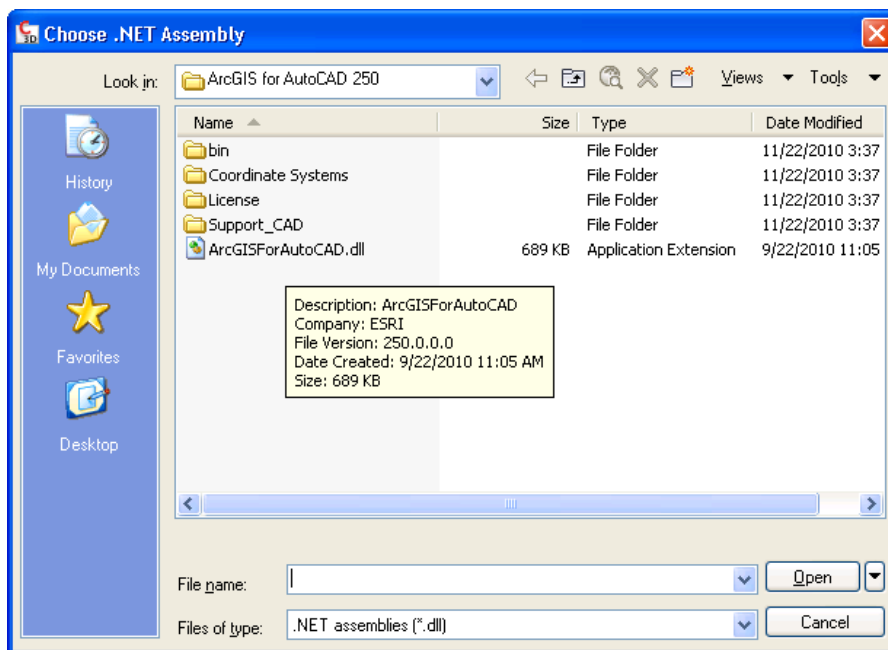 C 3D Choose .NET Assembly
Look in: ArcGIS for AutoCAD 250 Views Tools
Name Size Type Date Modified
bin File Folder 11/22/2010 3:37
Coordinate Systems File Folder 11/22/2010 3:37
License File Folder 11/22/2010 3:37
Support_CAD File Folder 11/22/2010 3:37
ArcGISForAutoCAD.dll 689 KB Application Extension 9/22/2010 11:05
History
My Documents
Favorites
Desktop
Description: ArcGISForAutoCAD
Company: ESRI
File Version: 250.0.0.0
Date Created: 9/22/2010 11:05 AM
Size: 689 KB
File name: Open
Files of type: .NET assemblies (*.dll) Cancel